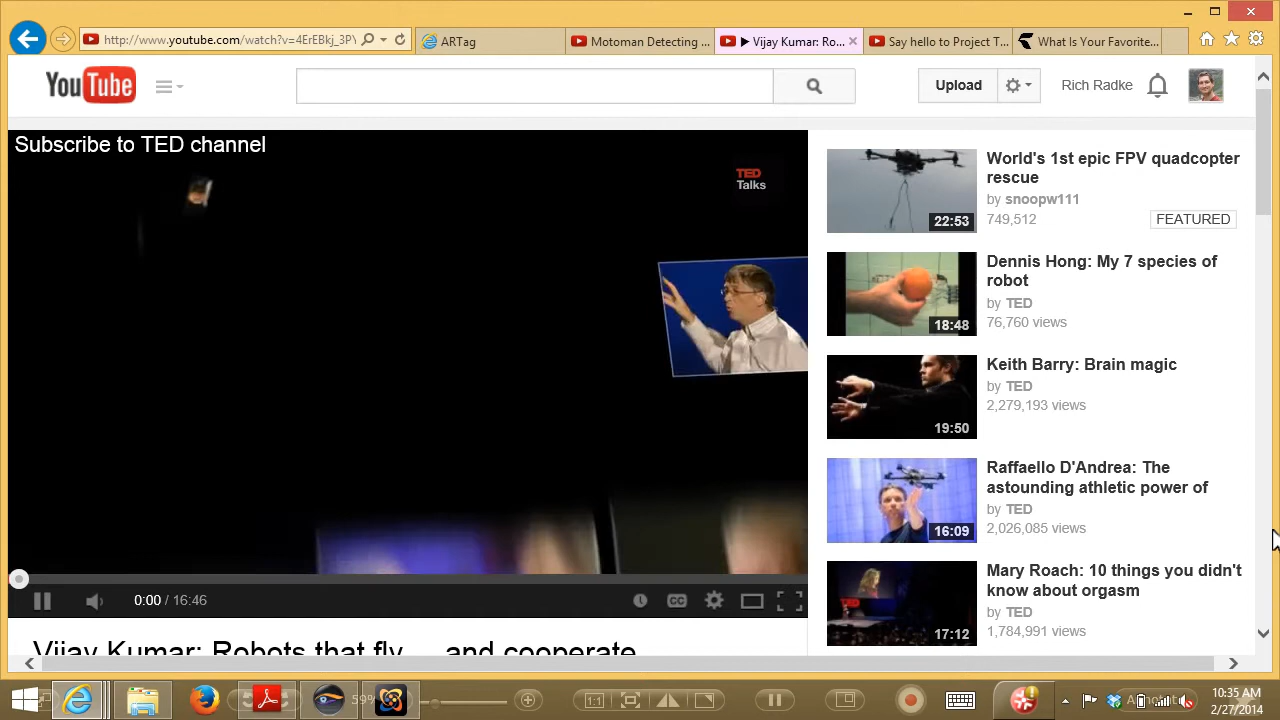 http://www.youtube.com/watch?v=4ErEBkj_3PY
ARTag
Motoman Detecting ...
Vijay Kumar: Ro...
Say hello to Project T...
What Is Your Favorite...
YouTube
Upload
Rich Radke
Subscribe to TED channel
TED
Talks
0:00 / 16:46
CC
Vijay Kumar: Robots that fly ... and cooperate
22:53
World's 1st epic FPV quadcopter
rescue
by snoopw111
749,512
FEATURED
18:48
Dennis Hong: My 7 species of
robot
by TED
76,760 views
19:50
Keith Barry: Brain magic
by TED
2,279,193 views
16:09
Raffaello D'Andrea: The
astounding athletic power of
by TED
2,026,085 views
TED
17:12
Mary Roach: 10 things you didn't
know about orgasm
by TED
1,784,991 views
59%
1:1
Annotate
10:35 AM
2/27/2014